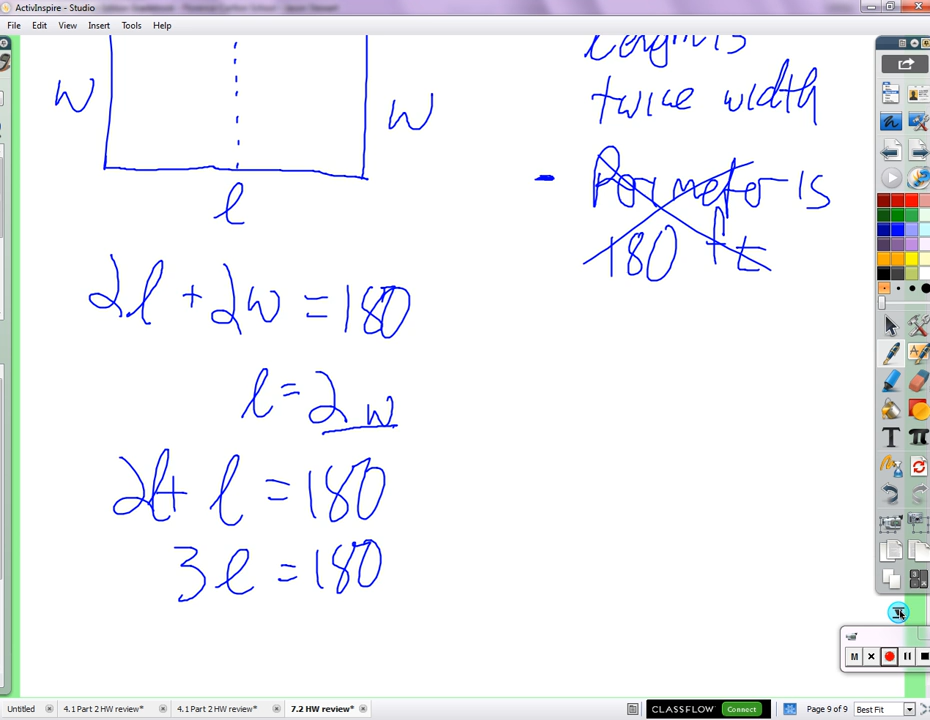 ActivInspire - Studio
File Edit View Insert Tools Help
W
W
l
twice width
- Perimeter is
180 ft
2l + 2w = 180
l = 2w
2l + l = 180
3l = 180
M
Untitled
4.1 Part 2 HW review*
4.1 Part 2 HW review*
7.2 HW review*
CLASSFLOW Connect
Page 9 of 9
Best Fit